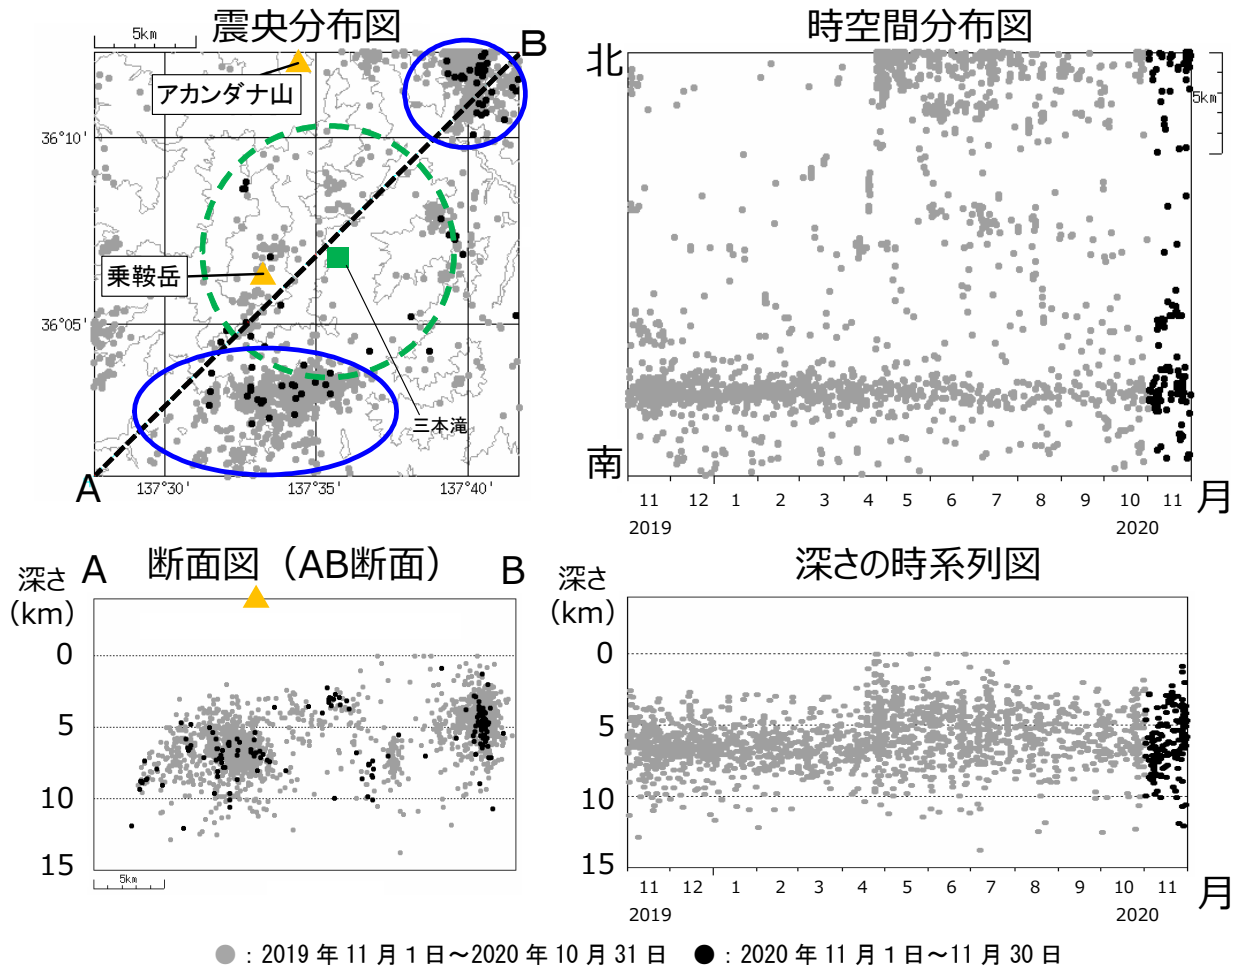 震央分布図
5km
B
アカンダナ山
36°10'
乗鞍岳
36°05'
三本滝
A
137°30'
137°35'
137°40'
時空間分布図
北
5km
南
11 12 1 2 3 4 5 6 7 8 9 10 11 月
2019 2020
断面図（AB断面）
A
B
深さ
（km）
0
5
10
15
5km
深さの時系列図
深さ
（km）
0
5
10
15
11 12 1 2 3 4 5 6 7 8 9 10 11 月
2019 2020
●：2019 年 11 月 1 日～2020 年 10 月 31 日 ●：2020 年 11 月 1 日～11 月 30 日